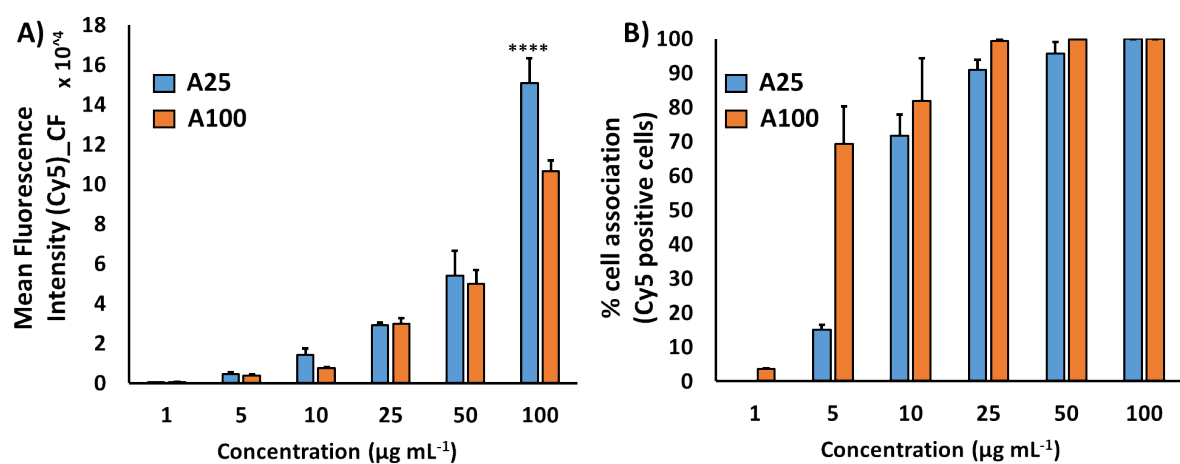 A)
Mean Fluorescence
Intensity (Cy5)_CF
x 10^4
18
16
14
12
10
8
6
4
2
0
A25
A100
****
1 5 10 25 50 100
Concentration (µg mL-1)
B)
% cell association
(Cy5 positive cells)
100
90
80
70
60
50
40
30
20
10
0
A25
A100
1 5 10 25 50 100
Concentration (µg mL-1)